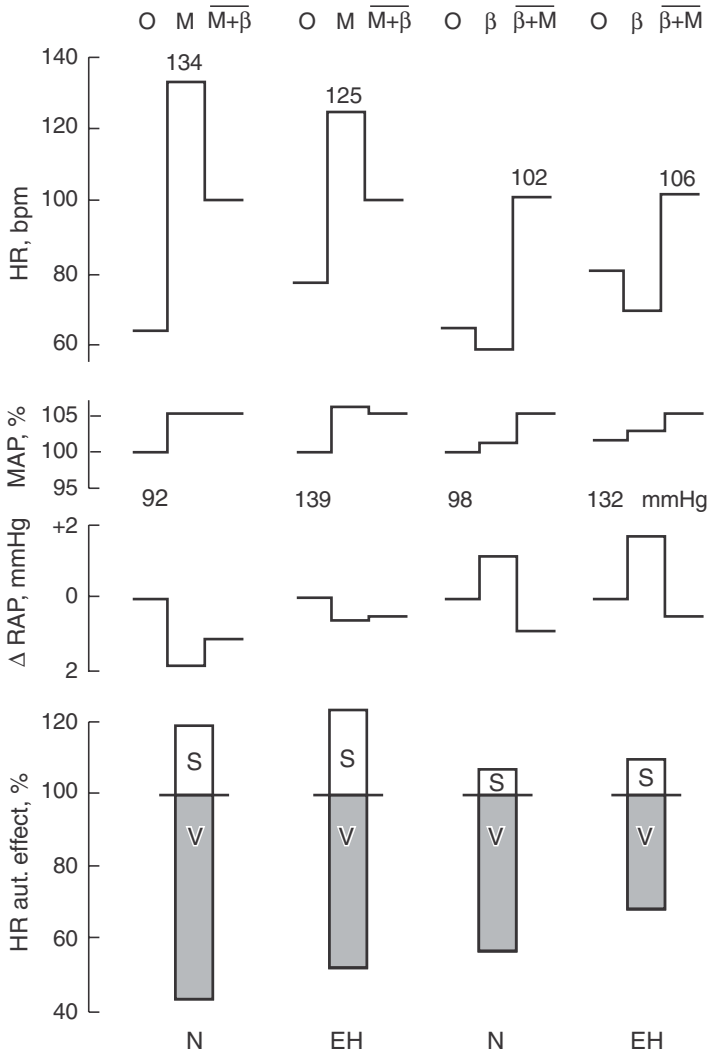 O M M+β O M M+β O β β+M O β β+M
140
120
100
80
60
HR, bpm
134
125
102
106
105
100
95
MAP, %
92 139 98 132 mmHg
+2
0
2
Δ RAP, mmHg
120
100
80
60
40
HR aut. effect, %
S S S S
V V V V
N EH N EH